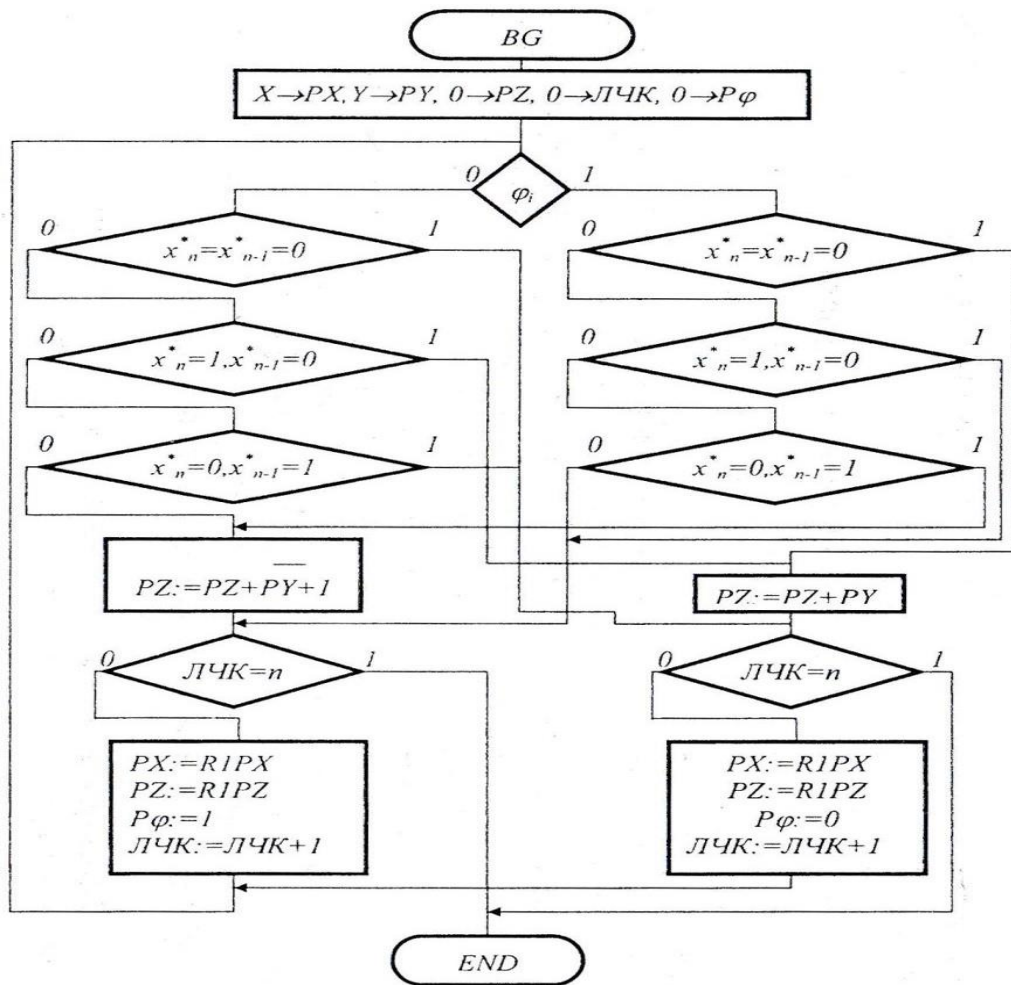 BG
X→PX, Y→PY, 0→PZ, 0→ЛЧК, 0→Pφ
0 1
φᵢ
0 1 0 1
x*ₙ=x*ₙ₋₁=0 x*ₙ=x*ₙ₋₁=0
0 1 0 1
x*ₙ=1,x*ₙ₋₁=0 x*ₙ=1,x*ₙ₋₁=0
0 1 0 1
x*ₙ=0,x*ₙ₋₁=1 x*ₙ=0,x*ₙ₋₁=1
PZ:=PZ+P̅Y̅+1 PZ:=PZ+PY
0 1 0 1
ЛЧК=n ЛЧК=n
PX:=R1PX
PZ:=R1PZ
Pφ:=1
ЛЧК:=ЛЧК+1
PX:=R1PX
PZ:=R1PZ
Pφ:=0
ЛЧК:=ЛЧК+1
END